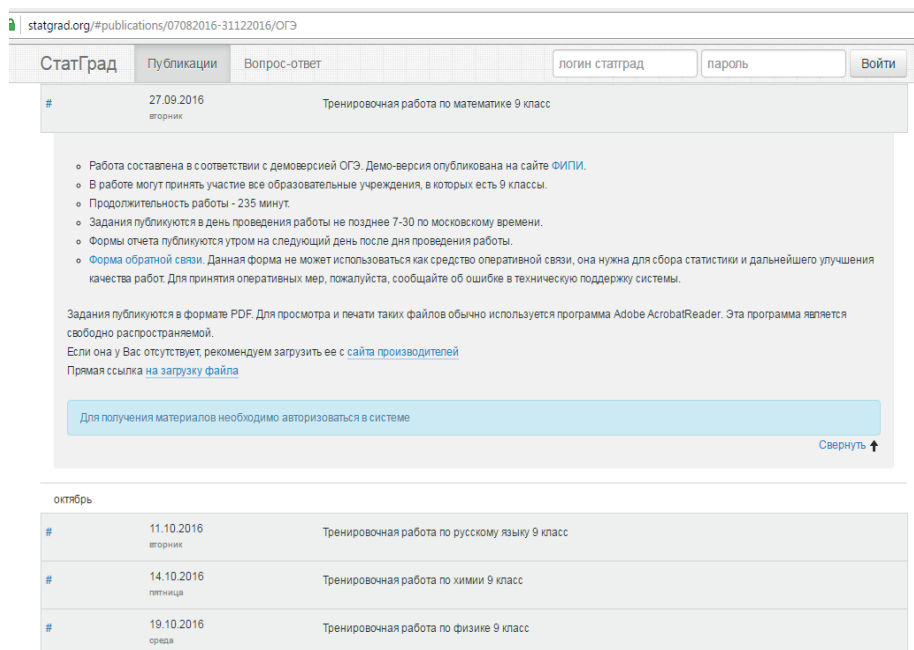 statgrad.org/#publications/07082016-31122016/ОГЭ
СтатГрад Публикации Вопрос-ответ логин статград пароль Войти
# 27.09.2016 Тренировочная работа по математике 9 класс
вторник
Работа составлена в соответствии с демоверсией ОГЭ. Демо-версия опубликована на сайте ФИПИ.
В работе могут принять участие все образовательные учреждения, в которых есть 9 классы.
Продолжительность работы - 235 минут.
Задания публикуются в день проведения работы не позднее 7-30 по московскому времени.
Формы отчета публикуются утром на следующий день после дня проведения работы.
Форма обратной связи. Данная форма не может использоваться как средство оперативной связи, она нужна для сбора статистики и дальнейшего улучшения
качества работ. Для принятия оперативных мер, пожалуйста, сообщайте об ошибке в техническую поддержку системы.
Задания публикуются в формате PDF. Для просмотра и печати таких файлов обычно используется программа Adobe AcrobatReader. Эта программа является
свободно распространяемой.
Если она у Вас отсутствует, рекомендуем загрузить ее с сайта производителей
Прямая ссылка на загрузку файла
Для получения материалов необходимо авторизоваться в системе
Свернуть
октябрь
# 11.10.2016 Тренировочная работа по русскому языку 9 класс
вторник
# 14.10.2016 Тренировочная работа по химии 9 класс
пятница
# 19.10.2016 Тренировочная работа по физике 9 класс
среда